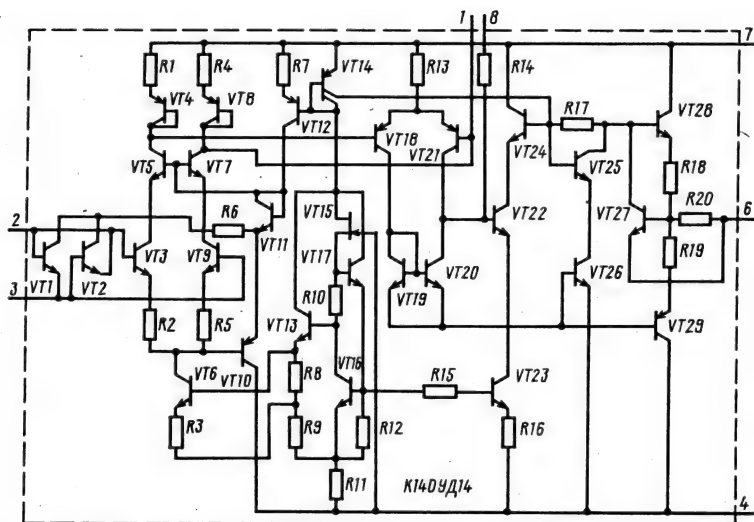 1 8
7
R1 R4 R7 VT14 R13 R14
VT4 VT8 VT12 R17 VT28
VT5 VT7 VT18 VT21 VT24 VT25
R18
2 R6 VT11 VT15 VT22 VT27 R20 6
VT17
VT1 VT2 VT3 VT9 R10 VT19 VT20 VT26 R19
3
R2 R5 VT13 VT29
VT6 VT10 R8 VT16 R15 VT23
R3 R9 R12 R16
R11 К140УД14 4